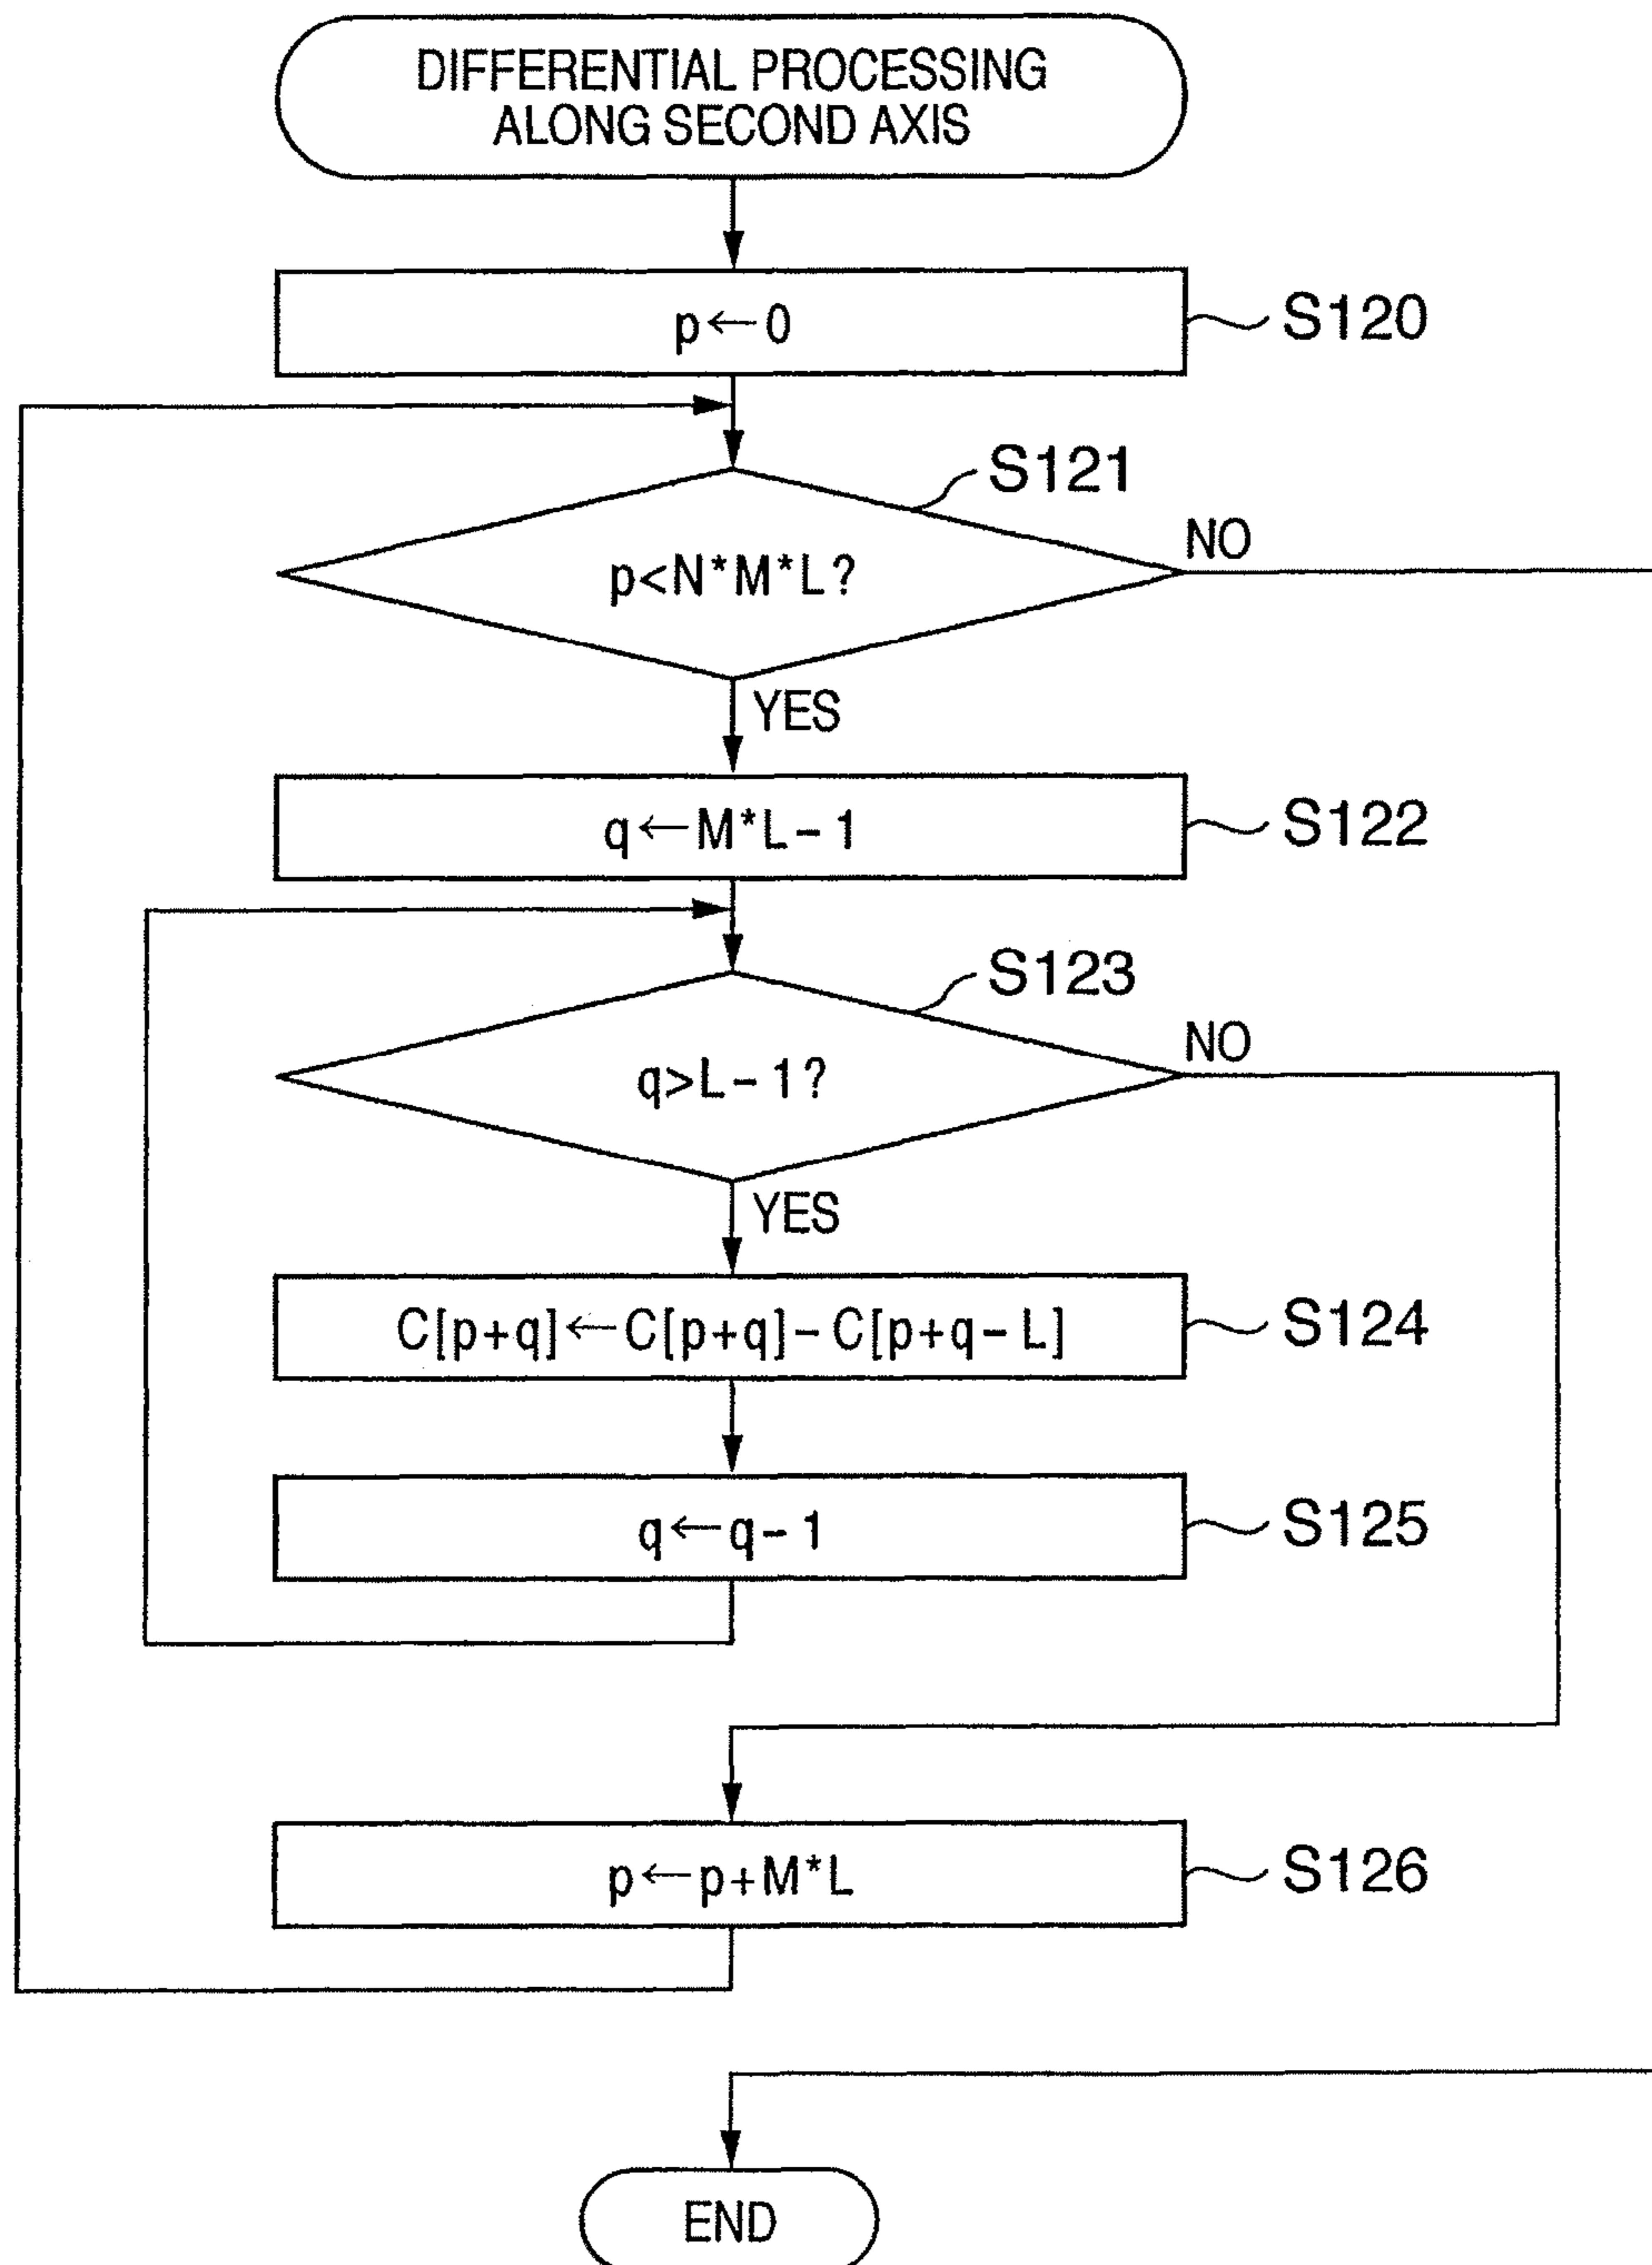 DIFFERENTIAL PROCESSING
ALONG SECOND AXIS
p←0
S120
S121
p<N*M*L?
NO
YES
q←M*L-1
S122
S123
q>L-1?
NO
YES
C[p+q]←C[p+q]-C[p+q-L]
S124
q←q-1
S125
p←p+M*L
S126
END